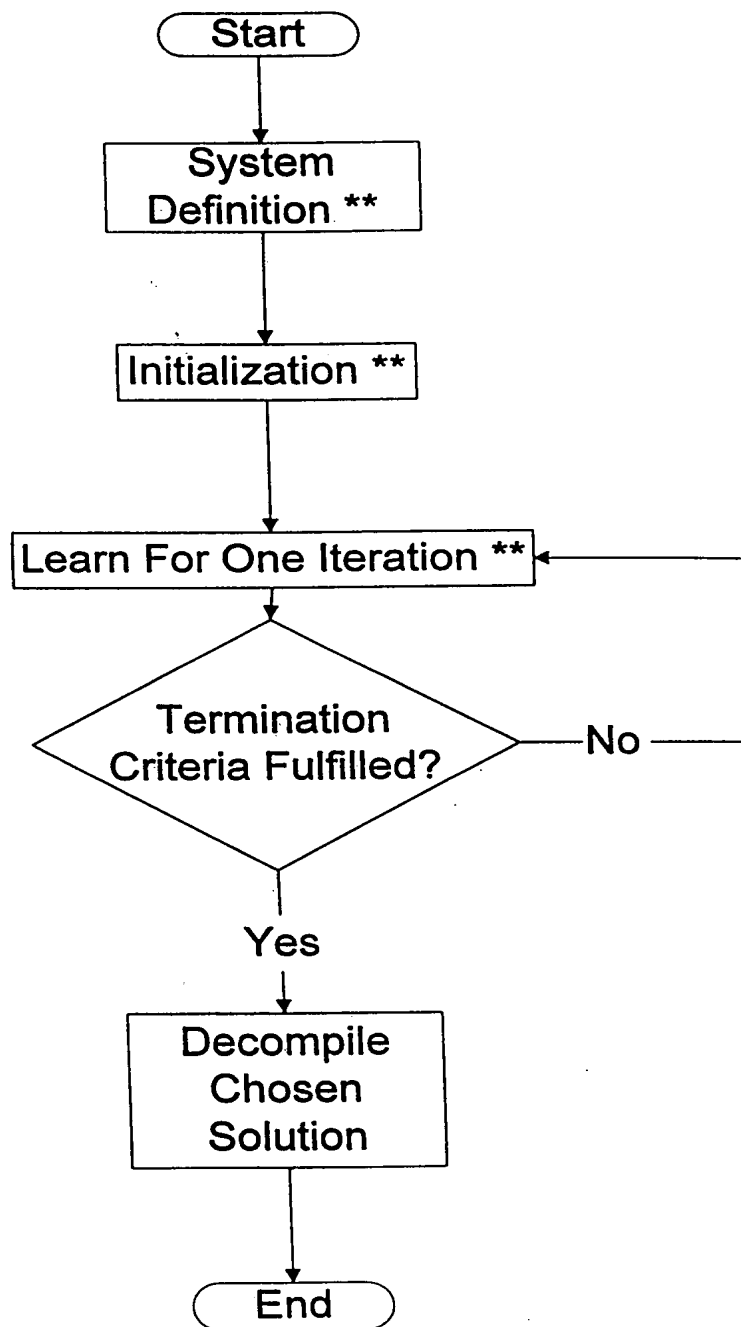 Start
System
Definition **
Initialization **
Learn For One Iteration **
Termination
Criteria Fulfilled?
No
Yes
Decompile
Chosen
Solution
End